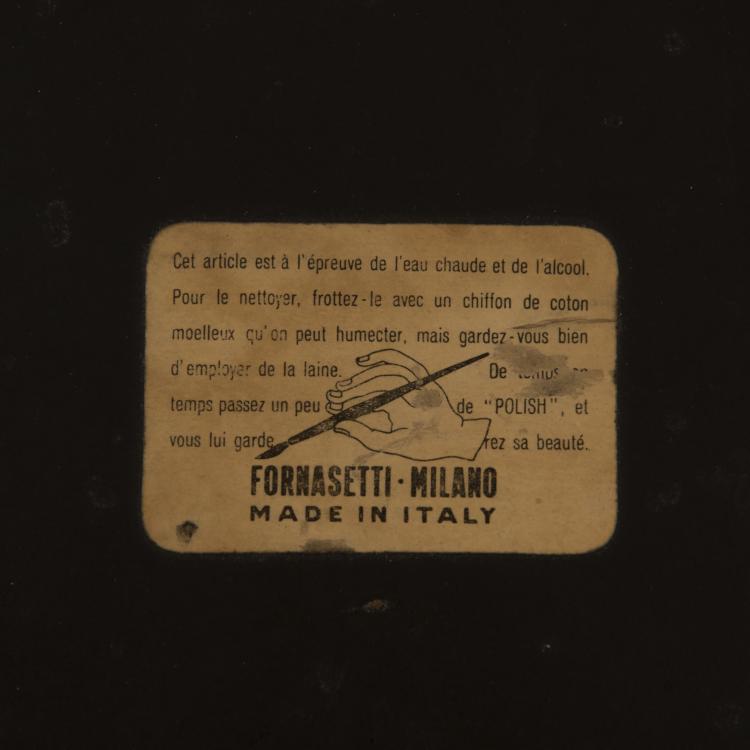 Cet article est à l'épreuve de l'eau chaude et de l'alcool.
Pour le nettoyer, frottez-le avec un chiffon de coton
moelleux qu'on peut humecter, mais gardez-vous bien
d'employer de la laine. De temps en
temps passez un peu de "POLISH", et
vous lui garde rez sa beauté.
FORNASETTI·MILANO
MADE IN ITALY